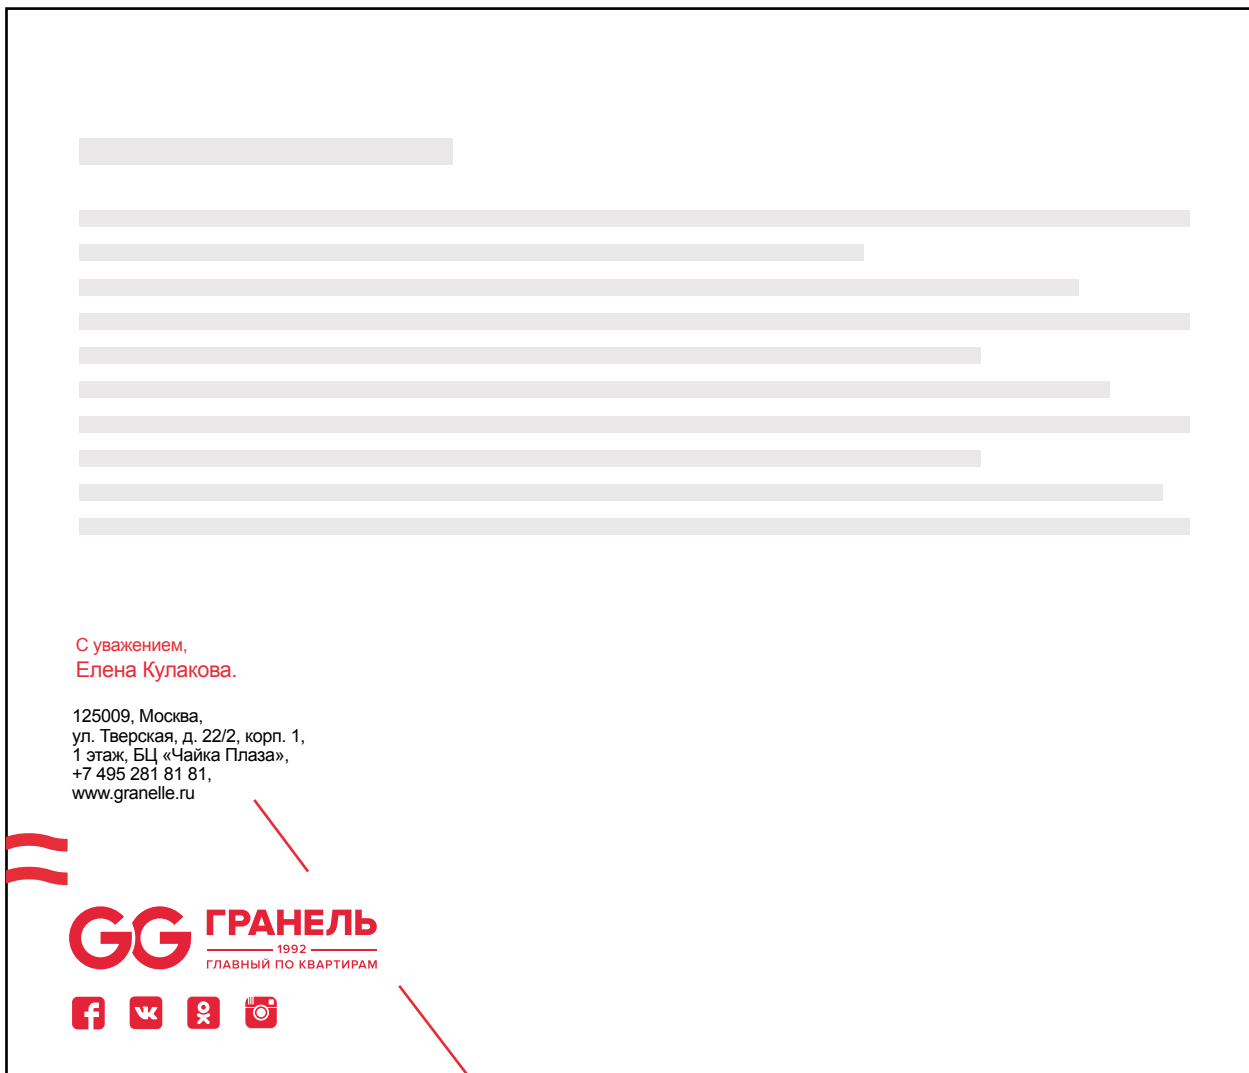 С уважением,
Елена Кулакова.
125009, Москва,
ул. Тверская, д. 22/2, корп. 1,
1 этаж, БЦ «Чайка Плаза»,
+7 495 281 81 81,
www.granelle.ru
GG ГРАНЕЛЬ
1992
ГЛАВНЫЙ ПО КВАРТИРАМ